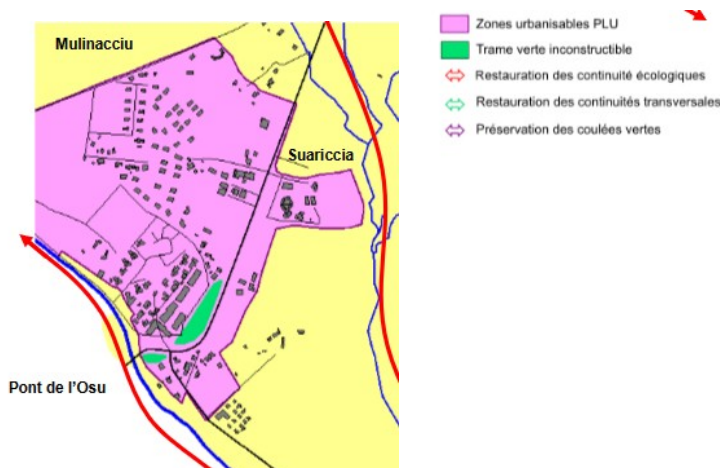 Mulinacciu
Suariccia
Pont de l'Osu
Zones urbanisables PLU
Trame verte inconstructible
Restauration des continuité écologiques
Restauration des continuités transversales
Préservation des coulées vertes